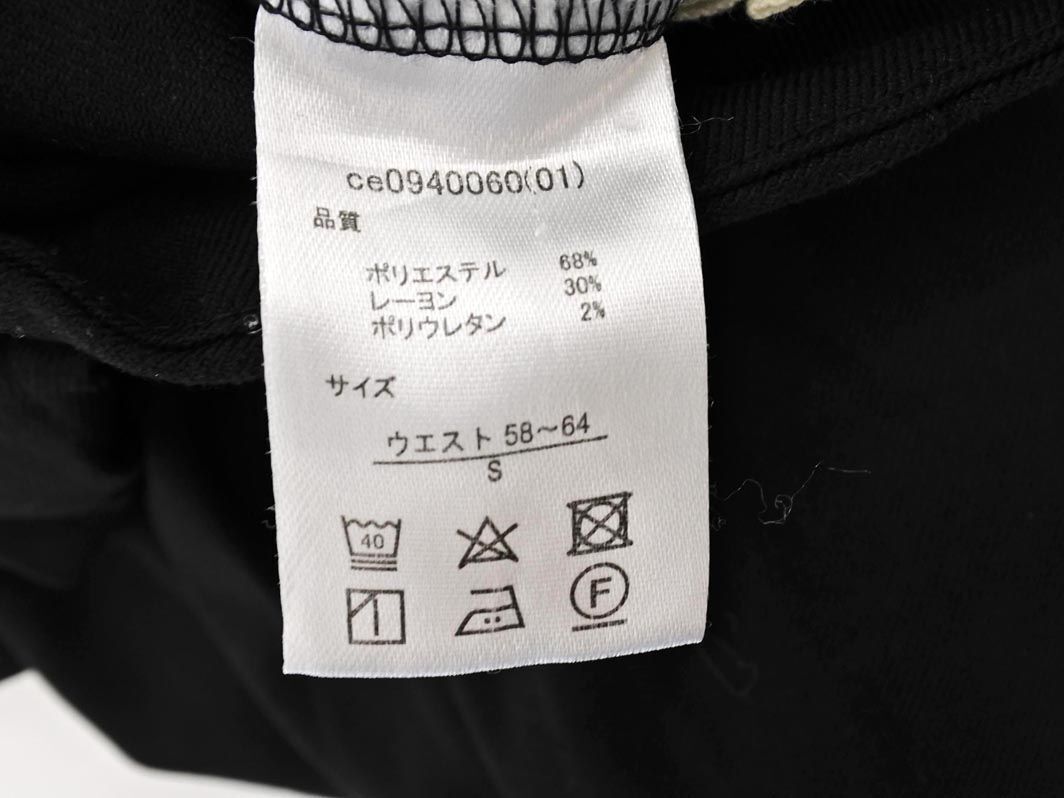 ce0940060(01)
品質
ポリエステル 68%
レーヨン 30%
ポリウレタン 2%
サイズ
ウエスト 58～64
S
40
F